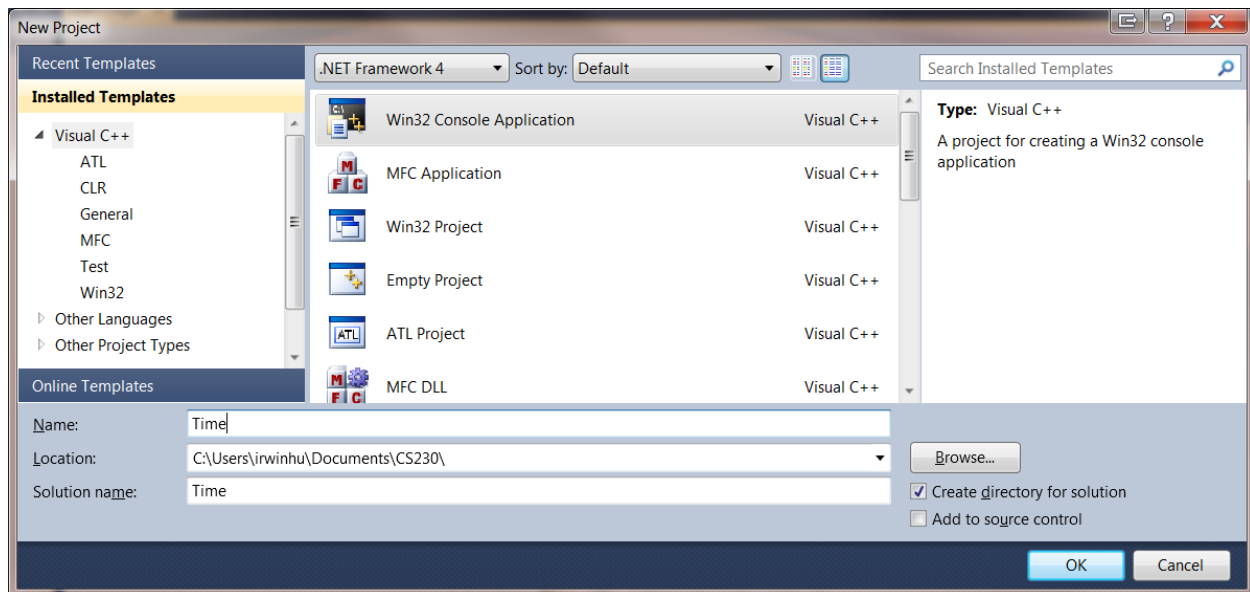 New Project
Recent Templates
Installed Templates
Visual C++
ATL
CLR
General
MFC
Test
Win32
Other Languages
Other Project Types
Online Templates
.NET Framework 4 Sort by: Default
Search Installed Templates
C:\
Win32 Console Application Visual C++
M F C
MFC Application Visual C++
Win32 Project Visual C++
Empty Project Visual C++
ATL
ATL Project Visual C++
M F C
MFC DLL Visual C++
Type: Visual C++
A project for creating a Win32 console
application
Name: Time
Location: C:\Users\irwinhu\Documents\CS230\
Browse...
Solution name: Time
Create directory for solution
Add to source control
OK Cancel